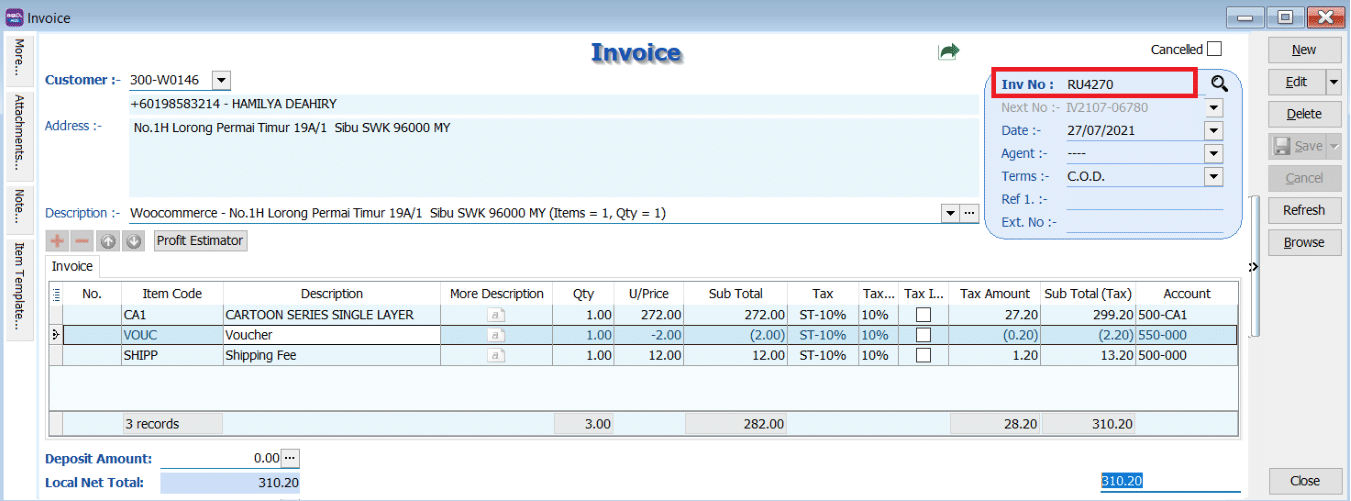 Invoice
Invoice
Cancelled
New
Edit
Delete
Save
Cancel
Refresh
Browse
Close
More...
Attachments...
Note...
Item Template...
Customer :- 300-W0146
+60198583214 - HAMILYA DEAHIRY
Address :- No.1H Lorong Permai Timur 19A/1 Sibu SWK 96000 MY
Inv No : RU4270
Next No :- IV2107-06780
Date :- 27/07/2021
Agent :- ----
Terms :- C.O.D.
Ref 1. :-
Ext. No :-
Description :- Woocommerce - No.1H Lorong Permai Timur 19A/1 Sibu SWK 96000 MY (Items = 1, Qty = 1)
Profit Estimator
Invoice
No. Item Code Description More Description Qty U/Price Sub Total Tax Tax... Tax I... Tax Amount Sub Total (Tax) Account
CA1 CARTOON SERIES SINGLE LAYER 1.00 272.00 272.00 ST-10% 10% 27.20 299.20 500-CA1
VOUC Voucher 1.00 -2.00 (2.00) ST-10% 10% (0.20) (2.20) 550-000
SHIPP Shipping Fee 1.00 12.00 12.00 ST-10% 10% 1.20 13.20 500-000
3 records 3.00 282.00 28.20 310.20
Deposit Amount: 0.00
Local Net Total: 310.20 310.20